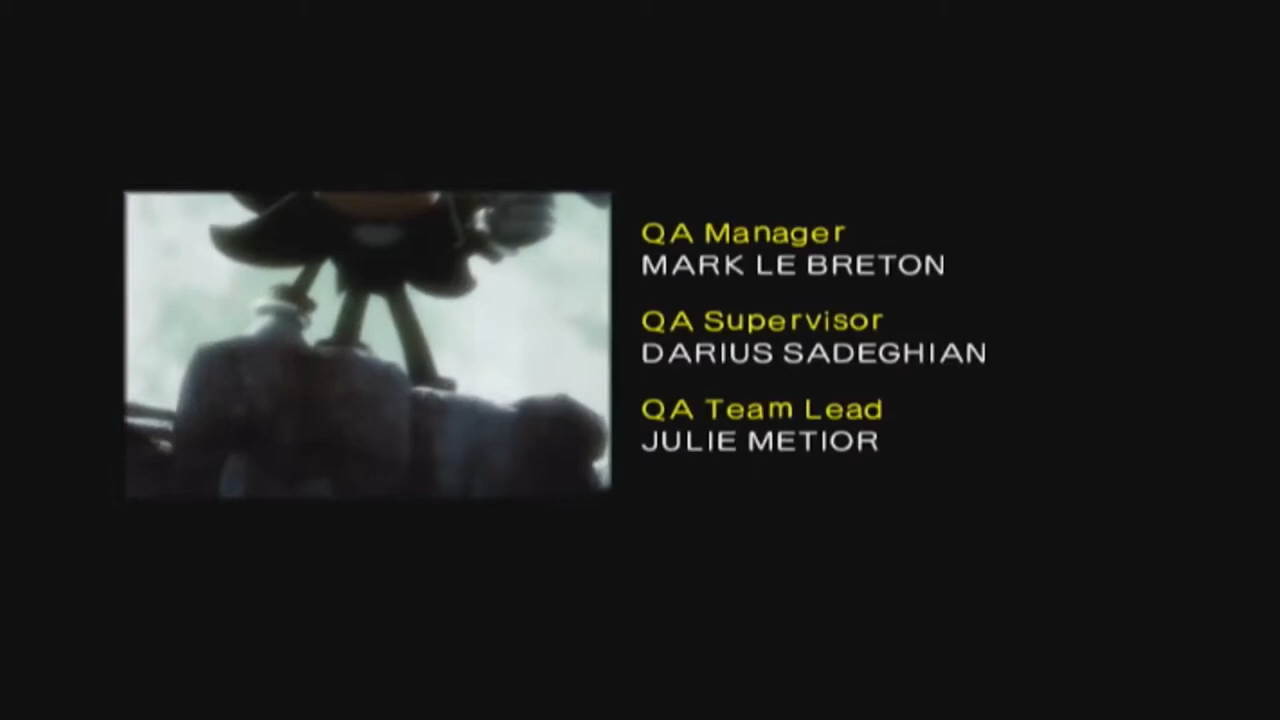 QA Manager
MARK LE BRETON
QA Supervisor
DARIUS SADEGHIAN
QA Team Lead
JULIE METIOR